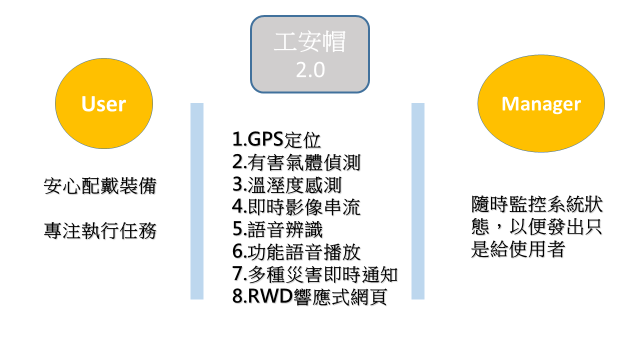 工安帽
2.0
User
Manager
安心配戴裝備
專注執行任務
1.GPS定位
2.有害氣體偵測
3.溫溼度感測
4.即時影像串流
5.語音辨識
6.功能語音播放
7.多種災害即時通知
8.RWD響應式網頁
隨時監控系統狀
態，以便發出只
是給使用者